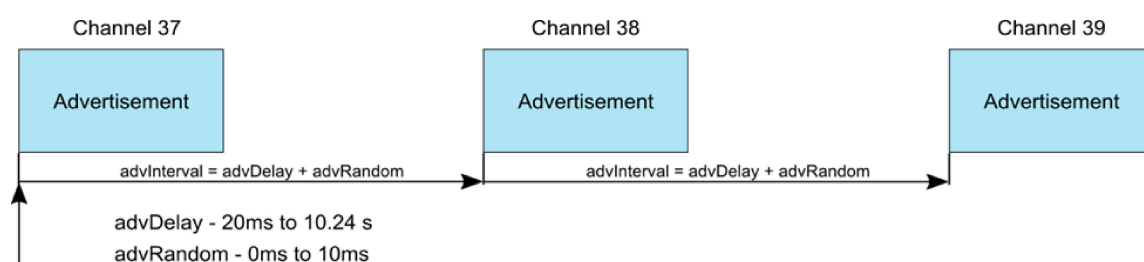 Channel 37
Channel 38
Channel 39
Advertisement
Advertisement
Advertisement
advInterval = advDelay + advRandom
advInterval = advDelay + advRandom
advDelay - 20ms to 10.24 s
advRandom - 0ms to 10ms